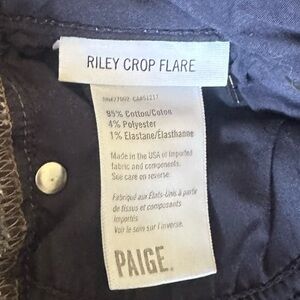 RILEY CROP FLARE
95% Cotton/Coton
4% Polyester
1% Elastane/Elasthanne
Made in the USA of Imported
fabric and components.
See care on reverse.
Fabriqué aux États-Unis à partir
de tissus et composants
importés
Voir le soin sur l'inverse.
PAIGE.